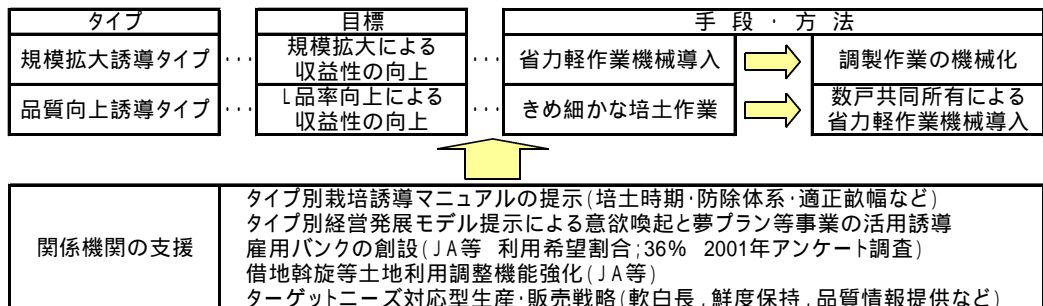 タイプ 目標 手 段 ・ 方 法
規模拡大誘導タイプ ・・・ 規模拡大による 収益性の向上 ・・・ 省力軽作業機械導入 調製作業の機械化
品質向上誘導タイプ ・・・ L品率向上による 収益性の向上 ・・・ きめ細かな培土作業 数戸共同所有による 省力軽作業機械導入
関係機関の支援
タイプ別栽培誘導マニュアルの提示(培土時期・防除体系・適正畝幅など)
タイプ別経営発展モデル提示による意欲喚起と夢プラン等事業の活用誘導
雇用バンクの創設(JA等 利用希望割合;36% 2001年アンケート調査)
借地斡旋等土地利用調整機能強化(JA等)
ターゲットニーズ対応型生産・販売戦略(軟白長,鮮度保持,品質情報提供など)